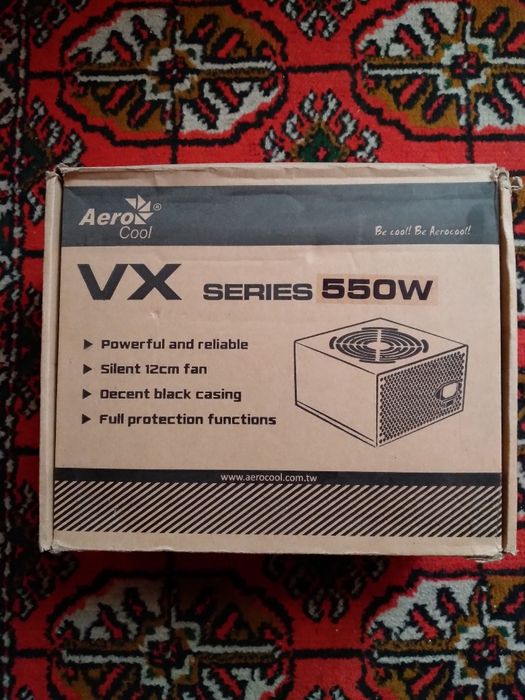 Aero®
Cool
Be cool! Be Aerocool!
VX SERIES 550W
Powerful and reliable
Silent 12cm fan
Decent black casing
Full protection functions
www.aerocool.com.tw